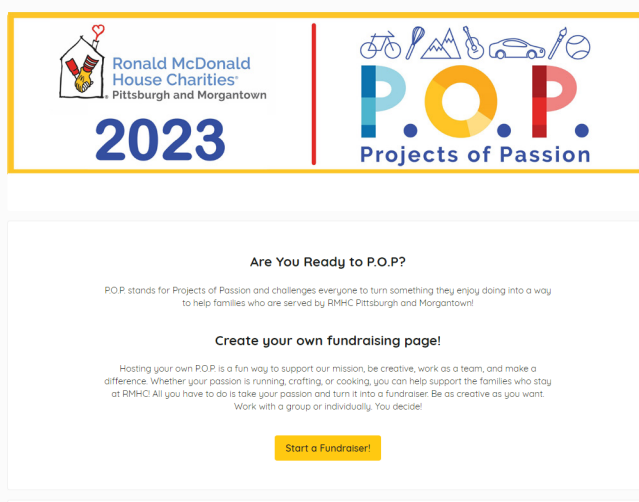 Ronald McDonald
House Charities®
Pittsburgh and Morgantown
2023
P.O.P.
Projects of Passion
Are You Ready to P.O.P?
P.O.P. stands for Projects of Passion and challenges everyone to turn something they enjoy doing into a way
to help families who are served by RMHC Pittsburgh and Morgantown!
Create your own fundraising page!
Hosting your own P.O.P. is a fun way to support our mission, be creative, work as a team, and make a
difference. Whether your passion is running, crafting, or cooking, you can help support the families who stay
at RMHC! All you have to do is take your passion and turn it into a fundraiser. Be as creative as you want.
Work with a group or individually. You decide!
Start a Fundraiser!